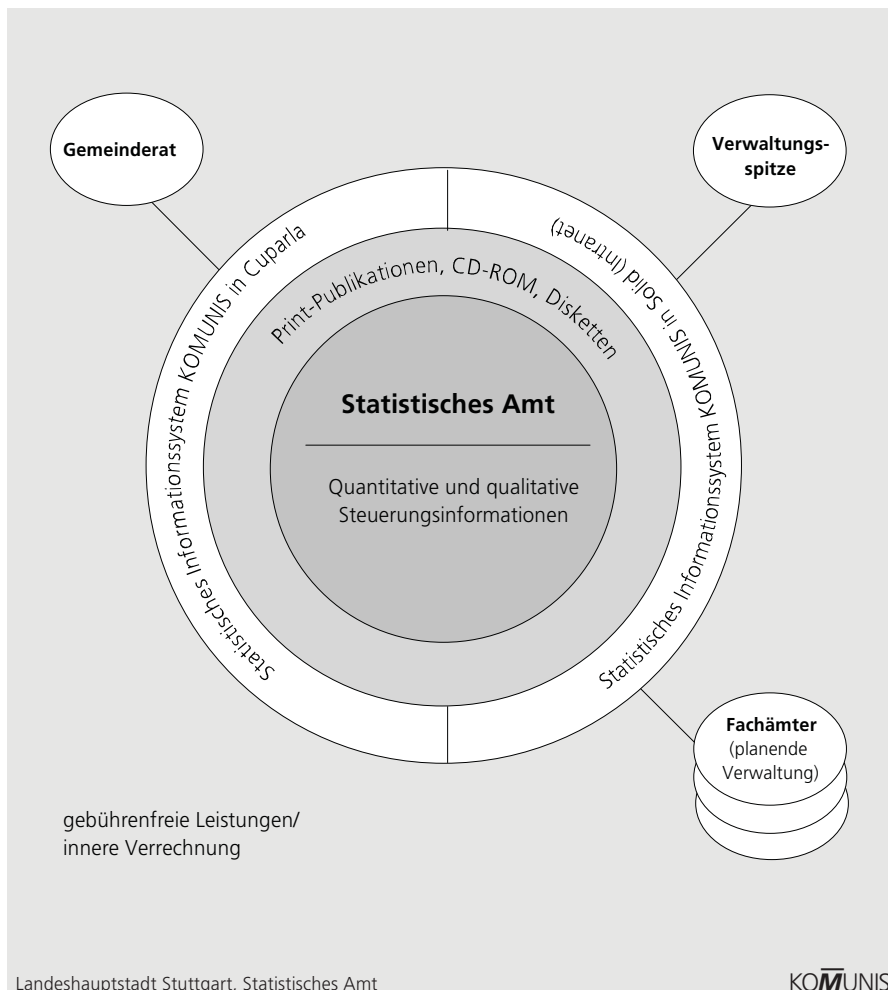 Gemeinderat
Verwaltungs-
spitze
Statistisches Informationssystem KOMUNIS in Cuparla
Statistisches Informationssystem KOMUNIS in Solid (Intranet)
Print-Publikationen, CD-ROM, Disketten
Statistisches Amt
Quantitative und qualitative
Steuerungsinformationen
Fachämter
(planende
Verwaltung)
gebührenfreie Leistungen/
innere Verrechnung
Landeshauptstadt Stuttgart, Statistisches Amt
KOMUNIS